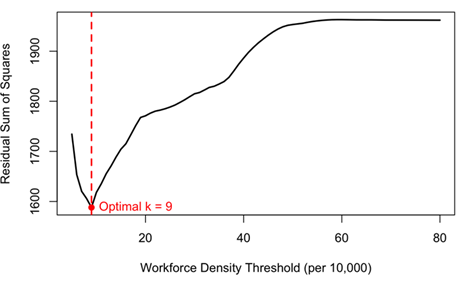 Residual Sum of Squares
1900
1800
1700
1600
Optimal k = 9
20
40
60
80
Workforce Density Threshold (per 10,000)